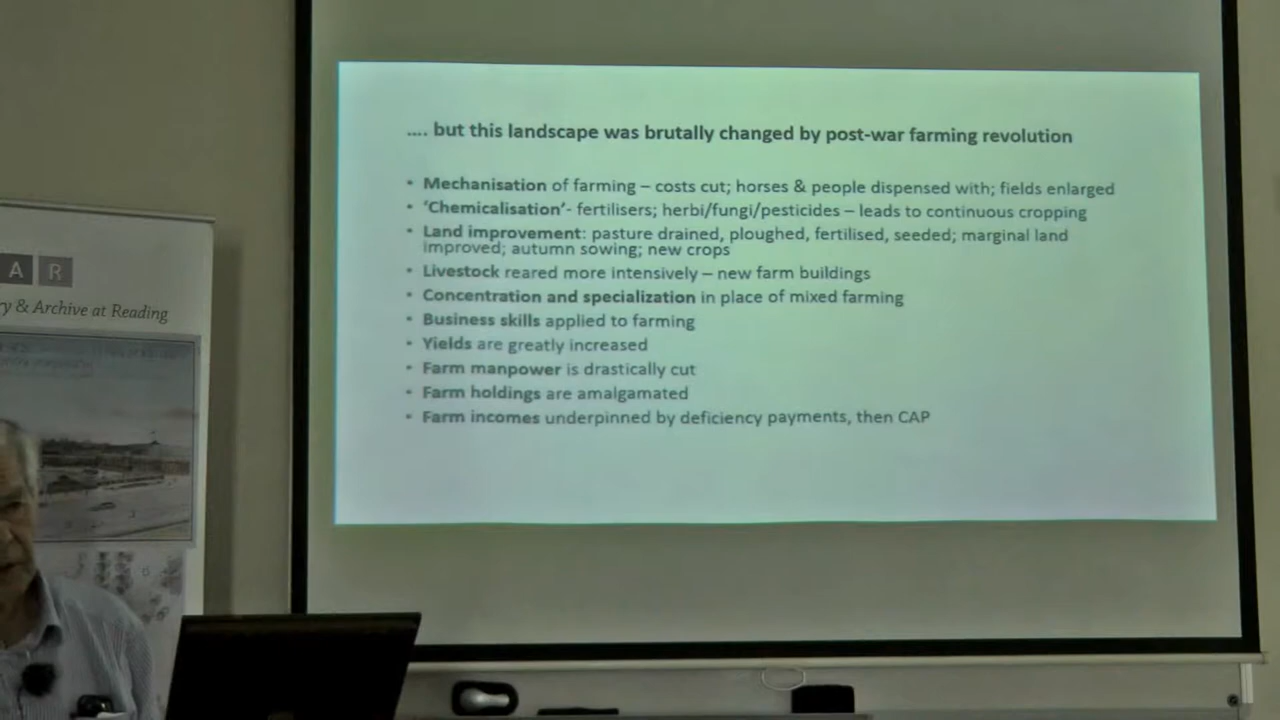 .... but this landscape was brutally changed by post-war farming revolution
• Mechanisation of farming – costs cut; horses & people dispensed with; fields enlarged
• ‘Chemicalisation’- fertilisers; herbi/fungi/pesticides – leads to continuous cropping
• Land improvement: pasture drained, ploughed, fertilised, seeded; marginal land
improved; autumn sowing; new crops
• Livestock reared more intensively – new farm buildings
• Concentration and specialization in place of mixed farming
• Business skills applied to farming
• Yields are greatly increased
• Farm manpower is drastically cut
• Farm holdings are amalgamated
• Farm incomes underpinned by deficiency payments, then CAP
A R
& Archive at Reading